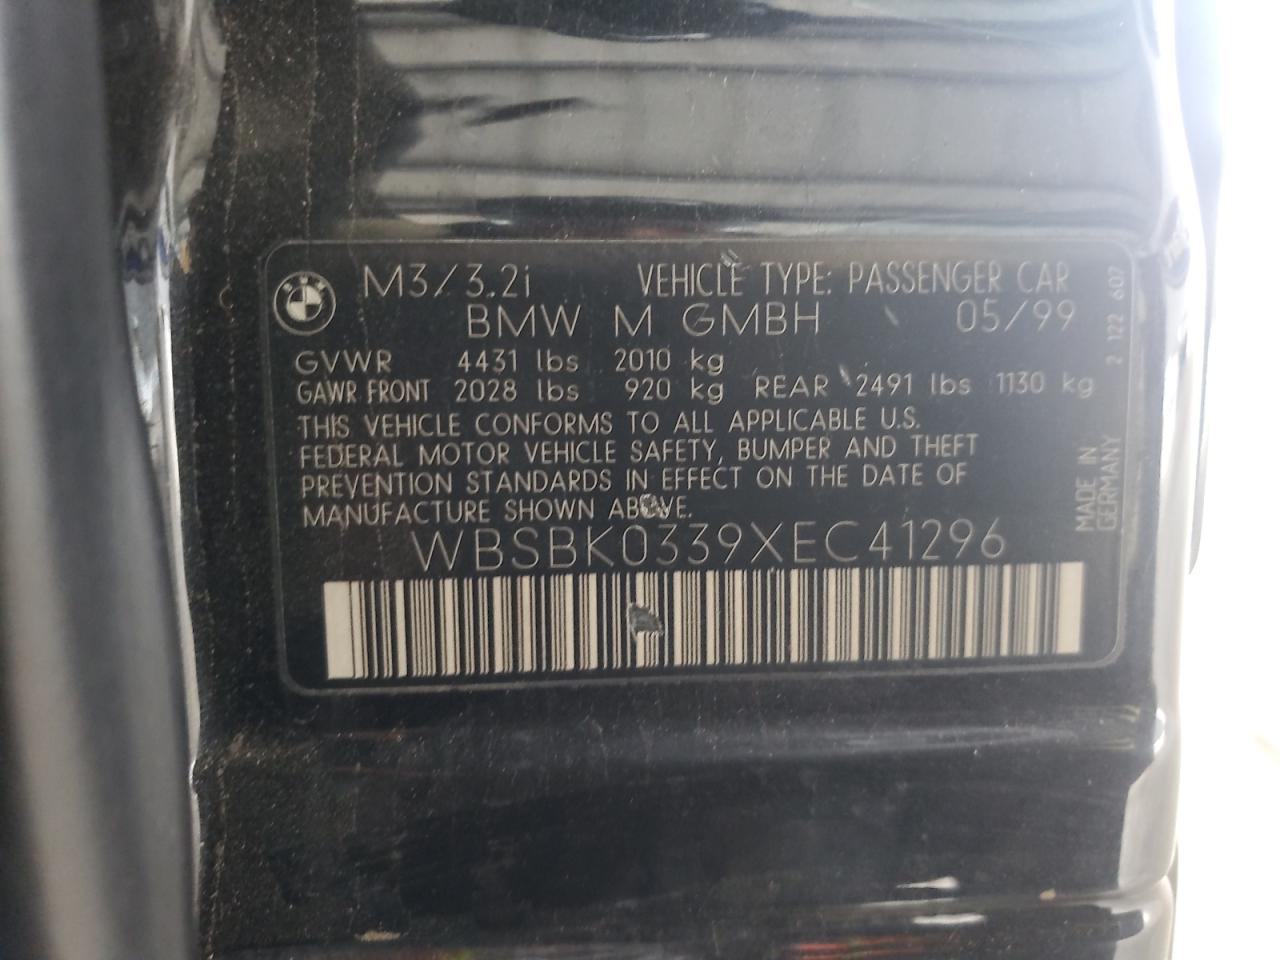 M3/3.2i VEHICLE TYPE: PASSENGER CAR
BMW M GMBH 05/99
GVWR 4431 lbs 2010 kg
GAWR FRONT 2028 lbs 920 kg REAR 2491 lbs 1130 kg
THIS VEHICLE CONFORMS TO ALL APPLICABLE U.S.
FEDERAL MOTOR VEHICLE SAFETY, BUMPER AND THEFT
PREVENTION STANDARDS IN EFFECT ON THE DATE OF
MANUFACTURE SHOWN ABOVE.
WBSBK0339XEC41296
MADE IN
GERMANY
2 122 607